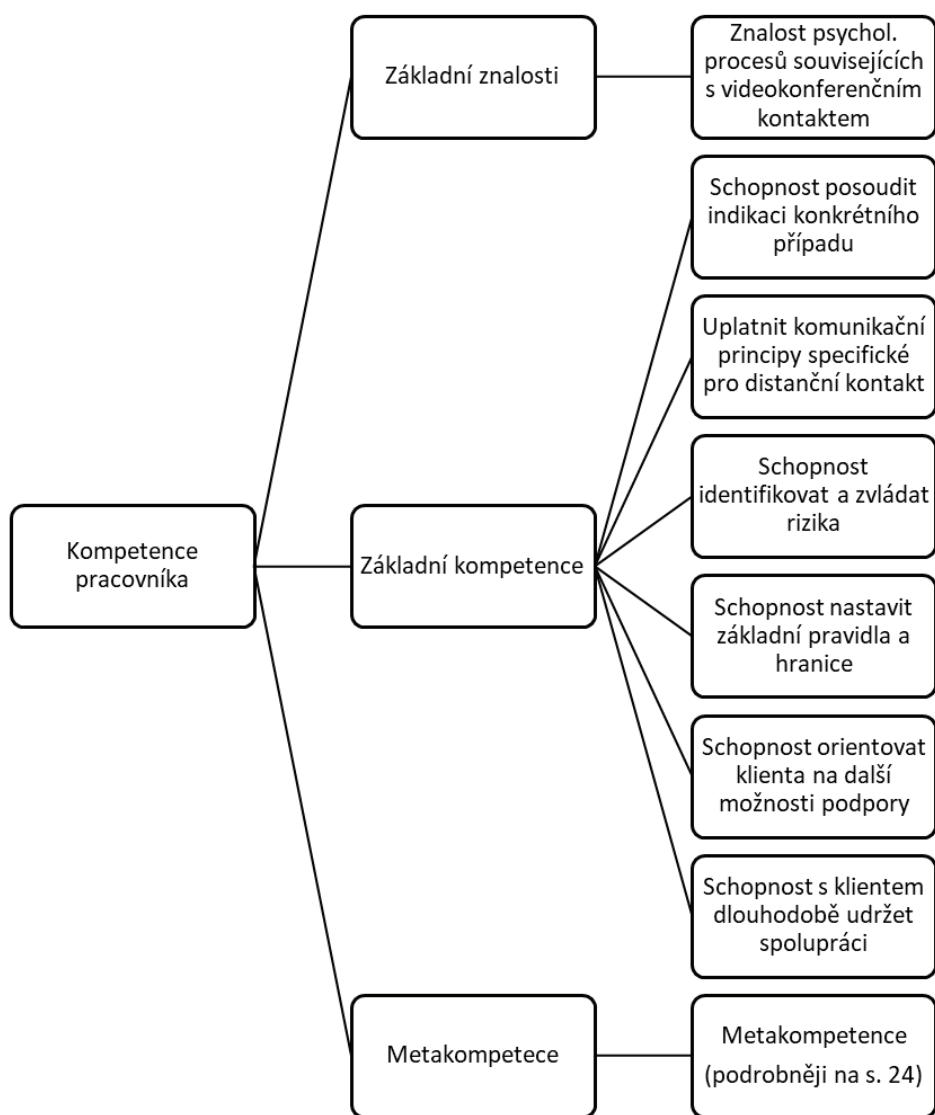 Kompetence
pracovníka
Základní znalosti
Znalost psychol.
procesů souvisejících
s videokonferenčním
kontaktem
Základní kompetence
Schopnost posoudit
indikaci konkrétního
případu
Uplatnit komunikační
principy specifické
pro distanční kontakt
Schopnost
identifikovat a zvládat
rizika
Schopnost nastavit
základní pravidla a
hranice
Schopnost orientovat
klienta na další
možnosti podpory
Schopnost s klientem
dlouhodobě udržet
spolupráci
Metakompetece
Metakompetence
(podrobněji na s. 24)